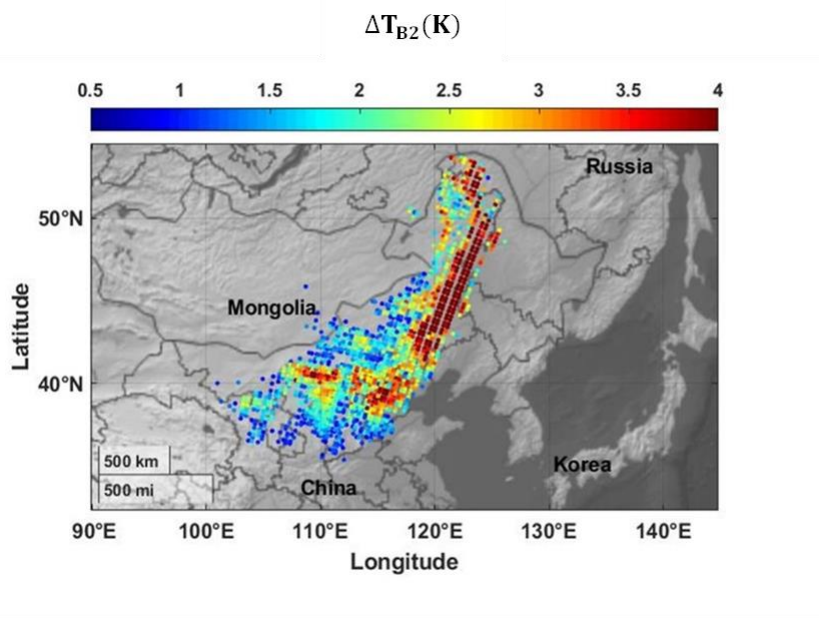 ΔT_B2(K)
0.5 1 1.5 2 2.5 3 3.5 4
Russia
50°N
Mongolia
Latitude
40°N
500 km
500 mi
Korea
China
90°E 100°E 110°E 120°E 130°E 140°E
Longitude